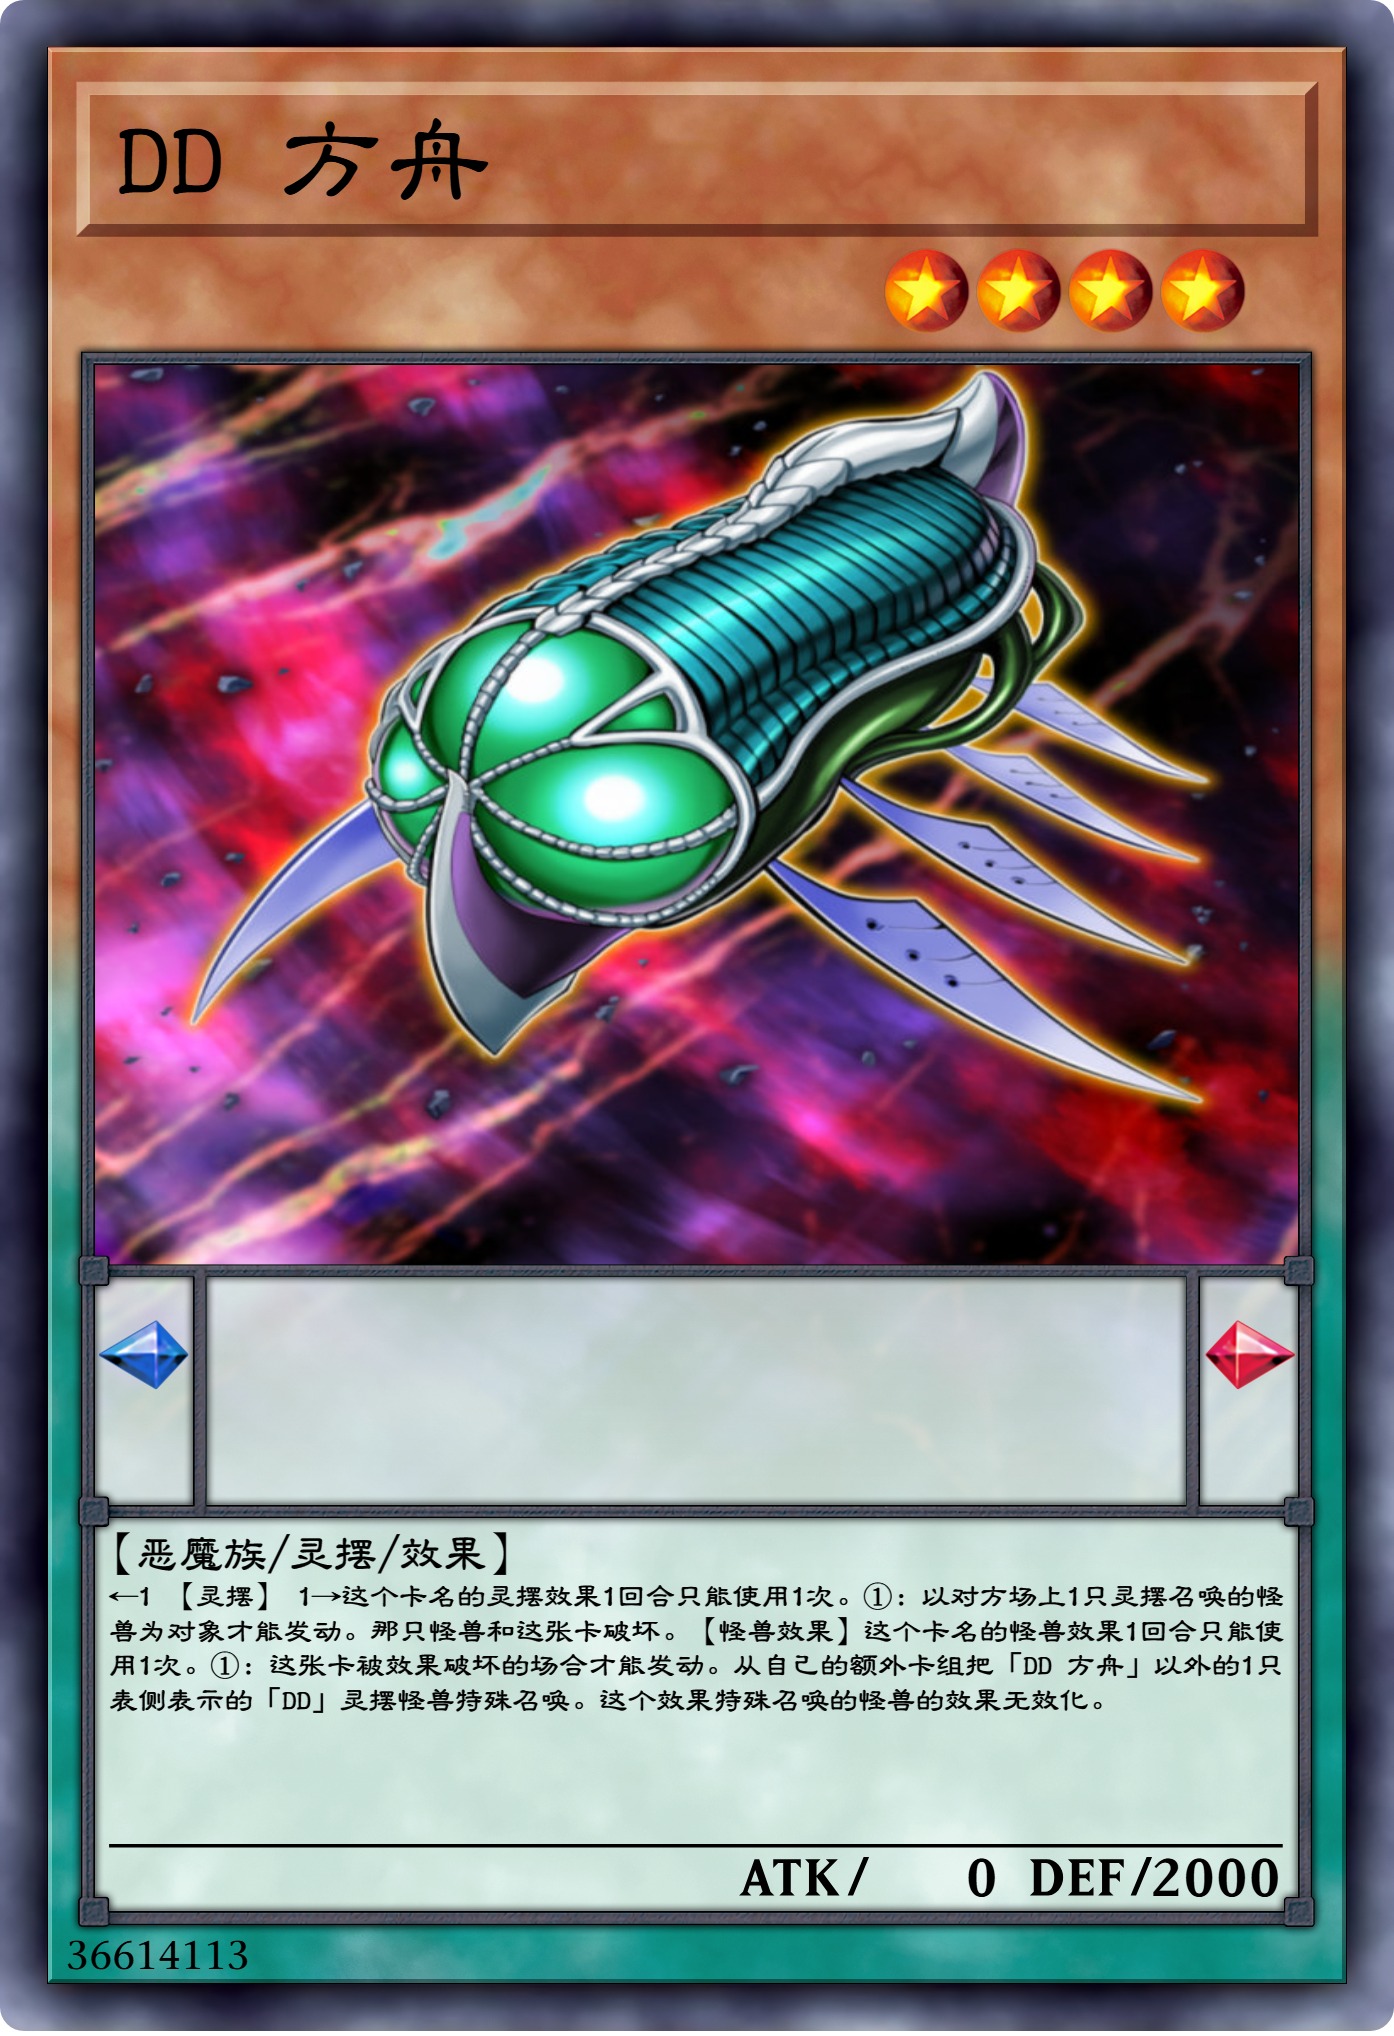 DD 方舟
【恶魔族/灵摆/效果】
←1 【灵摆】 1→这个卡名的灵摆效果1回合只能使用1次。①：以对方场上1只灵摆召唤的怪
兽为对象才能发动。那只怪兽和这张卡破坏。【怪兽效果】这个卡名的怪兽效果1回合只能使
用1次。①：这张卡被效果破坏的场合才能发动。从自己的额外卡组把「DD 方舟」以外的1只
表侧表示的「DD」灵摆怪兽特殊召唤。这个效果特殊召唤的怪兽的效果无效化。
ATK/ 0 DEF/2000
36614113